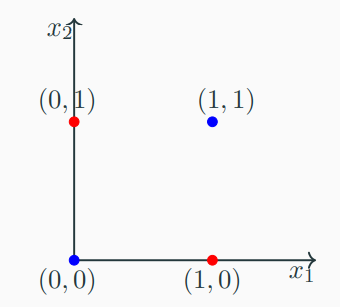 x₂
(0, 1) (1, 1)
x₁
(0, 0) (1, 0)